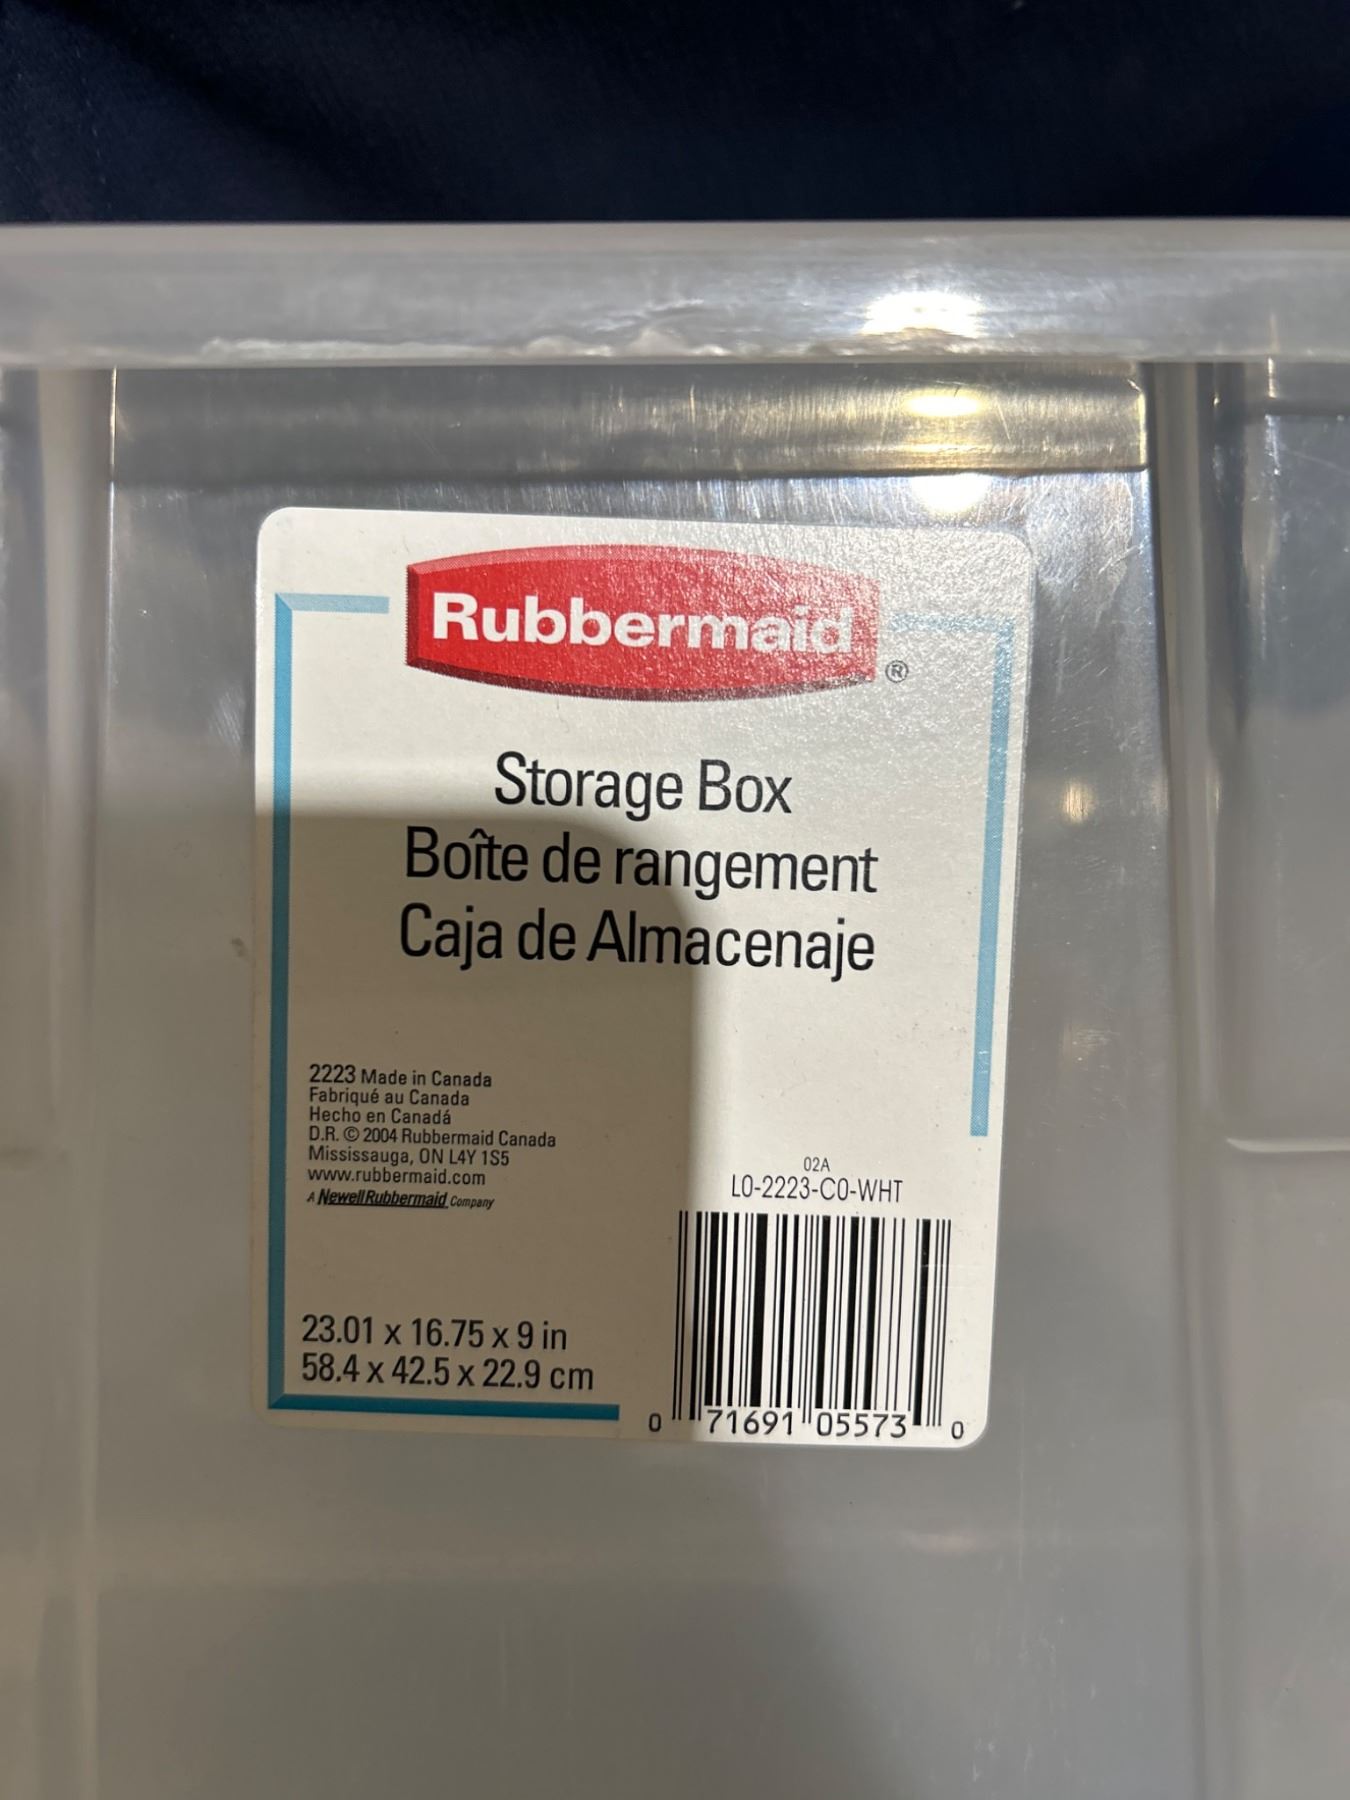 Rubbermaid®
Storage Box
Boîte de rangement
Caja de Almacenaje
2223 Made in Canada
Fabriqué au Canada
Hecho en Canadá
D.R. © 2004 Rubbermaid Canada
Mississauga, ON L4Y 1S5
www.rubbermaid.com
A Newell Rubbermaid Company
02A
L0-2223-C0-WHT
23.01 x 16.75 x 9 in
58.4 x 42.5 x 22.9 cm
0 71691 05573 0